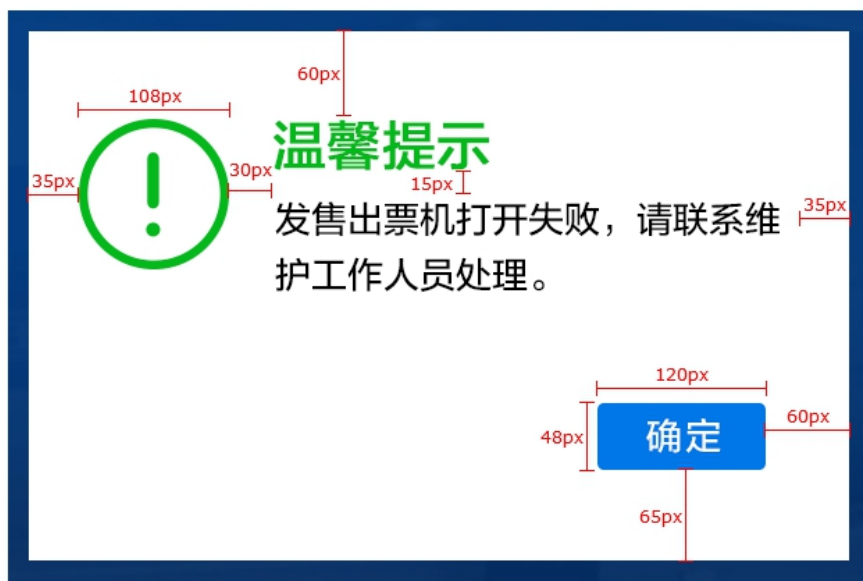 60px
108px
温馨提示
35px
30px
15px
发售出票机打开失败，请联系维
35px
护工作人员处理。
120px
48px
确定
60px
65px